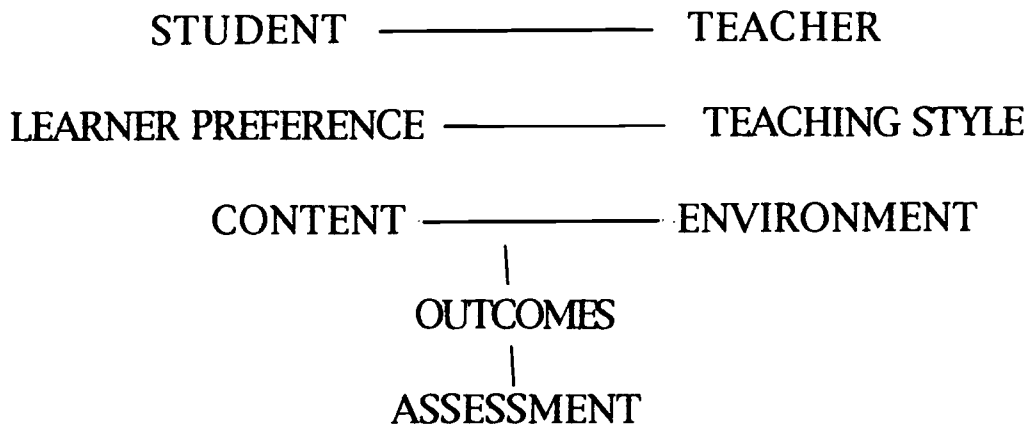 STUDENT TEACHER
LEARNER PREFERENCE TEACHING STYLE
CONTENT ENVIRONMENT
OUTCOMES
ASSESSMENT